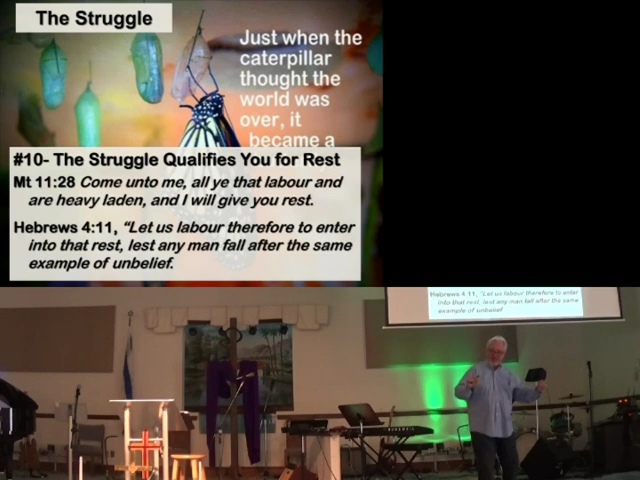 The Struggle
Just when the
caterpillar
thought the
world was
over, it
became a
#10- The Struggle Qualifies You for Rest
Mt 11:28 Come unto me, all ye that labour and
are heavy laden, and I will give you rest.
Hebrews 4:11, “Let us labour therefore to enter
into that rest, lest any man fall after the same
example of unbelief.
Hebrews 4:11, “Let us labour therefore to enter
into that rest, lest any man fall after the same
example of unbelief